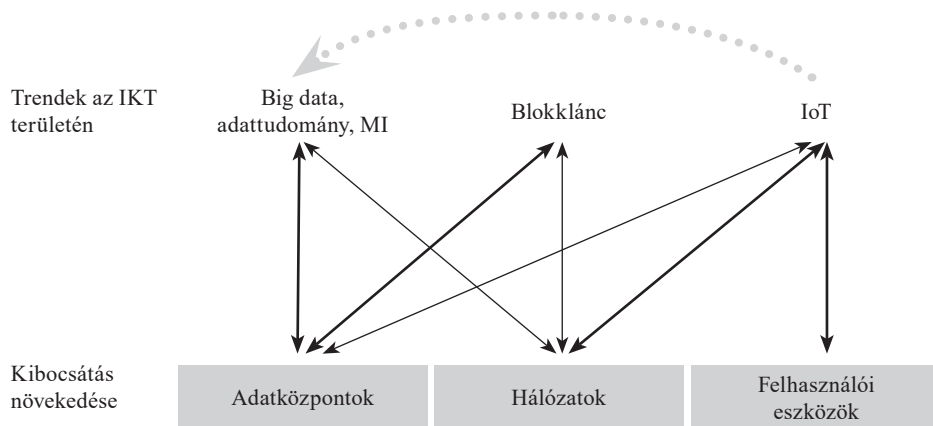 Trendek az IKT
területén
Big data,
adattudomány, MI
Blokklánc
IoT
Kibocsátás
növekedése
Adatközpontok
Hálózatok
Felhasználói
eszközök